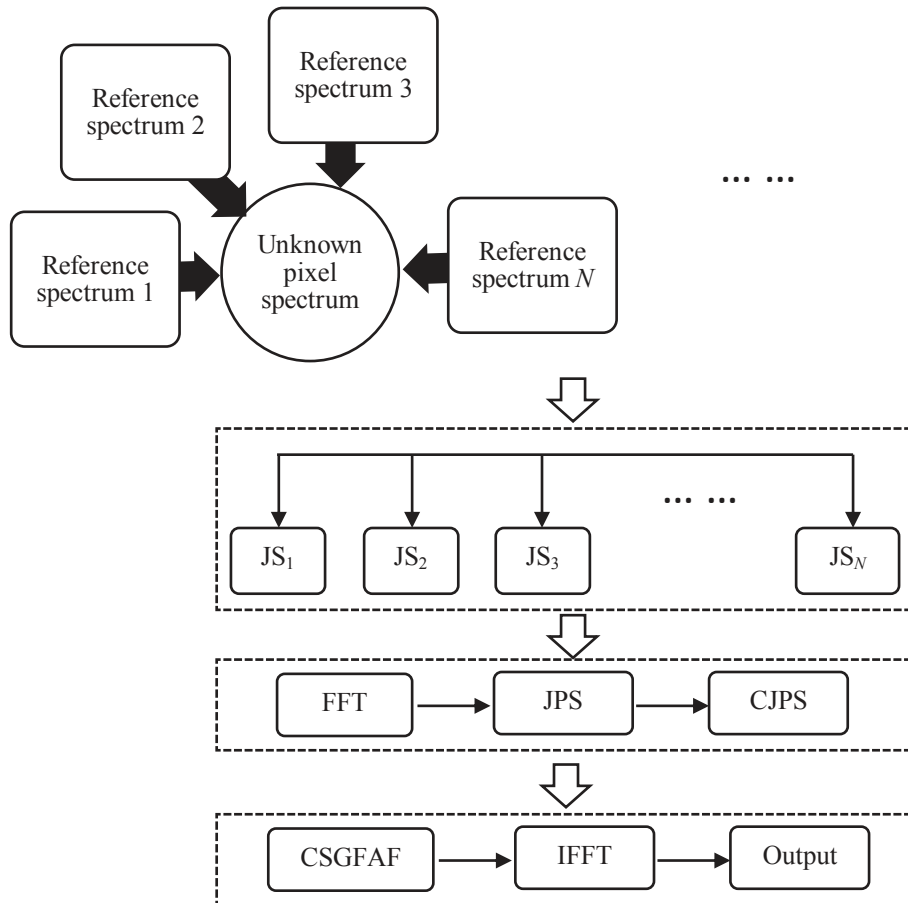 Reference
spectrum 3
Reference
spectrum 2
… …
Reference
spectrum 1
Unknown
pixel
spectrum
Reference
spectrum N
… …
JS1
JS2
JS3
JSN
FFT
JPS
CJPS
CSGFAF
IFFT
Output